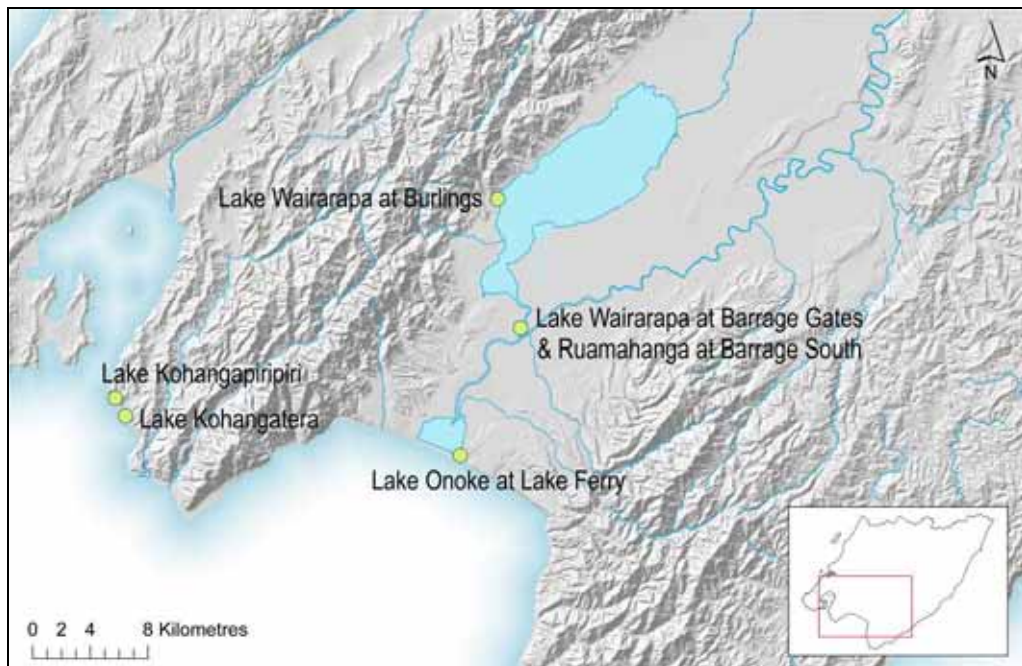 N
Lake Wairarapa at Burlings
Lake Wairarapa at Barrage Gates
& Ruamahanga at Barrage South
Lake Kohangapiripiri
Lake Kohangatera
Lake Onoke at Lake Ferry
0 2 4 8 Kilometres